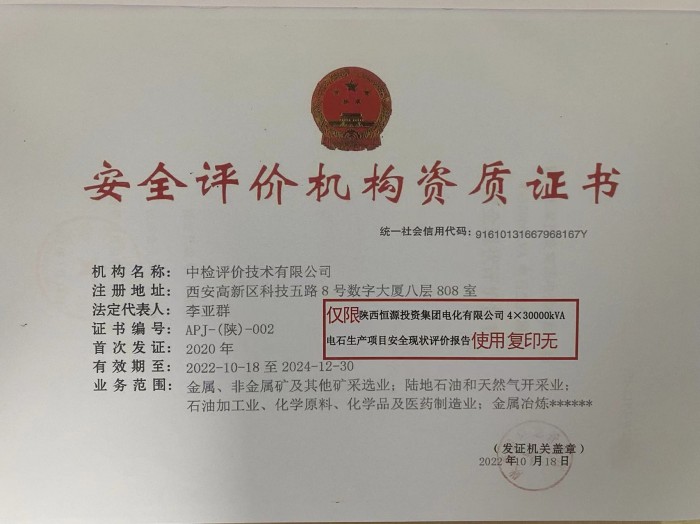 安全评价机构资质证书
统一社会信用代码：91610131667968167Y
机构名称：中检评价技术有限公司
注册地址：西安高新区科技五路8号数字大厦八层808室
法定代表人：李亚群
证书编号：APJ-(陕)-002
首次发证：2020年
有效期至：2022-10-18 至 2024-12-30
业务范围：金属、非金属矿及其他矿采选业；陆地石油和天然气开采业；
石油加工业、化学原料、化学品及医药制造业；金属冶炼******
仅限陕西恒源投资集团电化有限公司 4×30000kVA
电石生产项目安全现状评价报告使用 复印无
（发证机关盖章）
2022年10月18日